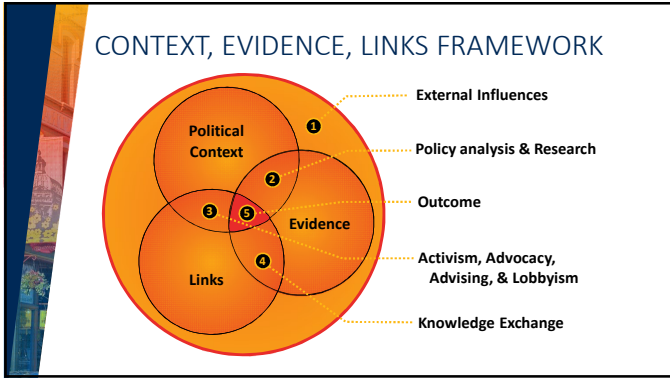 CONTEXT, EVIDENCE, LINKS FRAMEWORK
External Influences
1
Political
Context
Policy analysis & Research
2
Outcome
3
5
Evidence
Activism, Advocacy,
Advising, & Lobbyism
4
Links
Knowledge Exchange